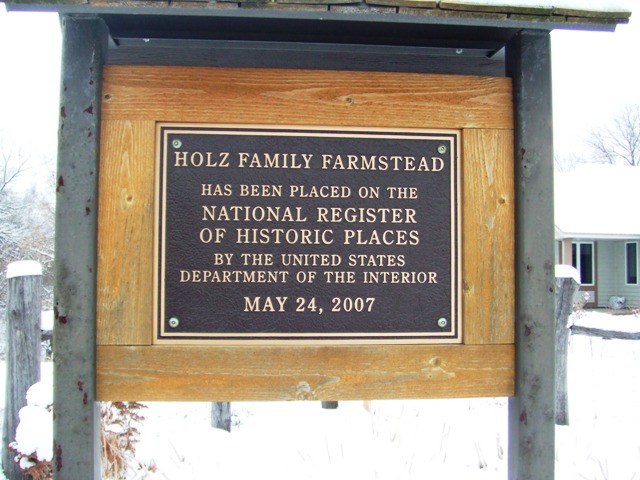 HOLZ FAMILY FARMSTEAD
HAS BEEN PLACED ON THE
NATIONAL REGISTER
OF HISTORIC PLACES
BY THE UNITED STATES
DEPARTMENT OF THE INTERIOR
MAY 24, 2007